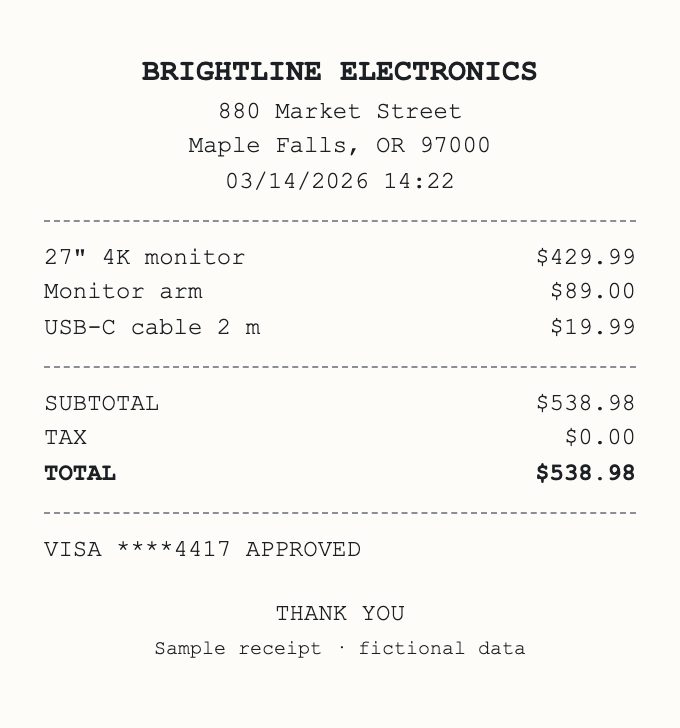 BRIGHTLINE ELECTRONICS
880 Market Street
Maple Falls, OR 97000
03/14/2026 14:22
27" 4K monitor $429.99
Monitor arm $89.00
USB-C cable 2 m $19.99
SUBTOTAL $538.98
TAX $0.00
TOTAL $538.98
VISA ****4417 APPROVED
THANK YOU
Sample receipt · fictional data